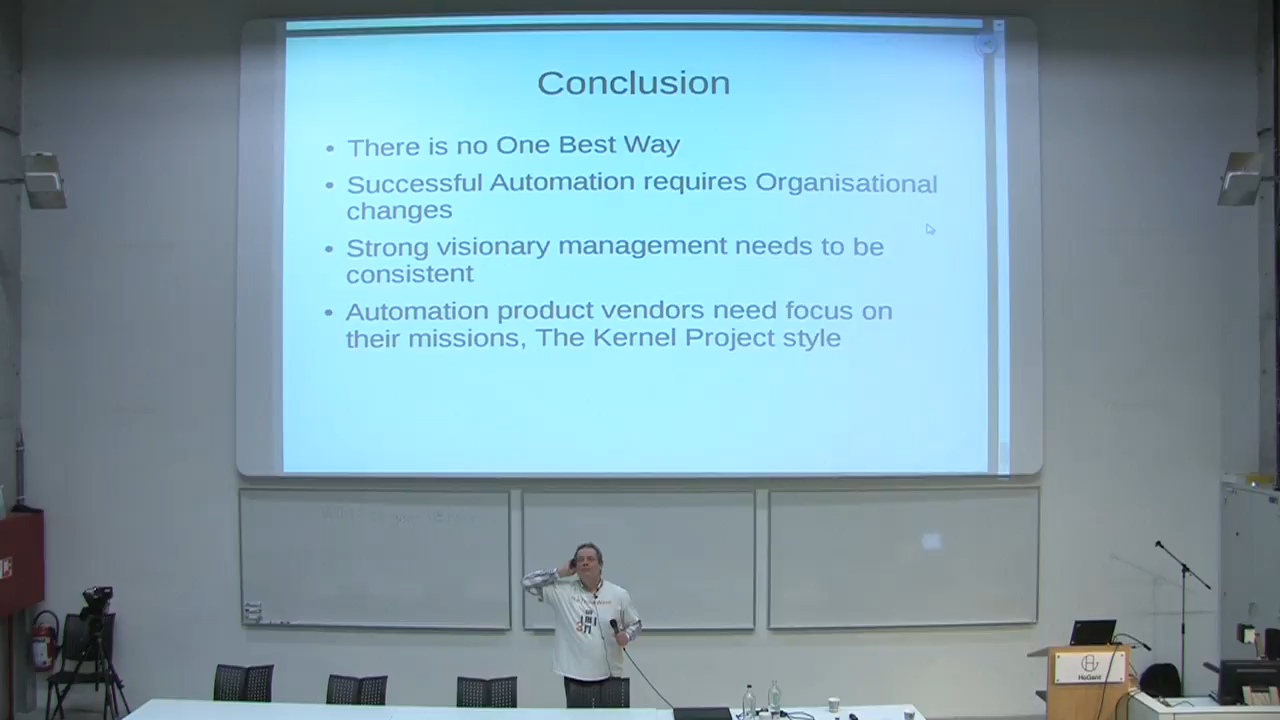 Conclusion
• There is no One Best Way
• Successful Automation requires Organisational
changes
• Strong visionary management needs to be
consistent
• Automation product vendors need focus on
their missions, The Kernel Project style
HoGent